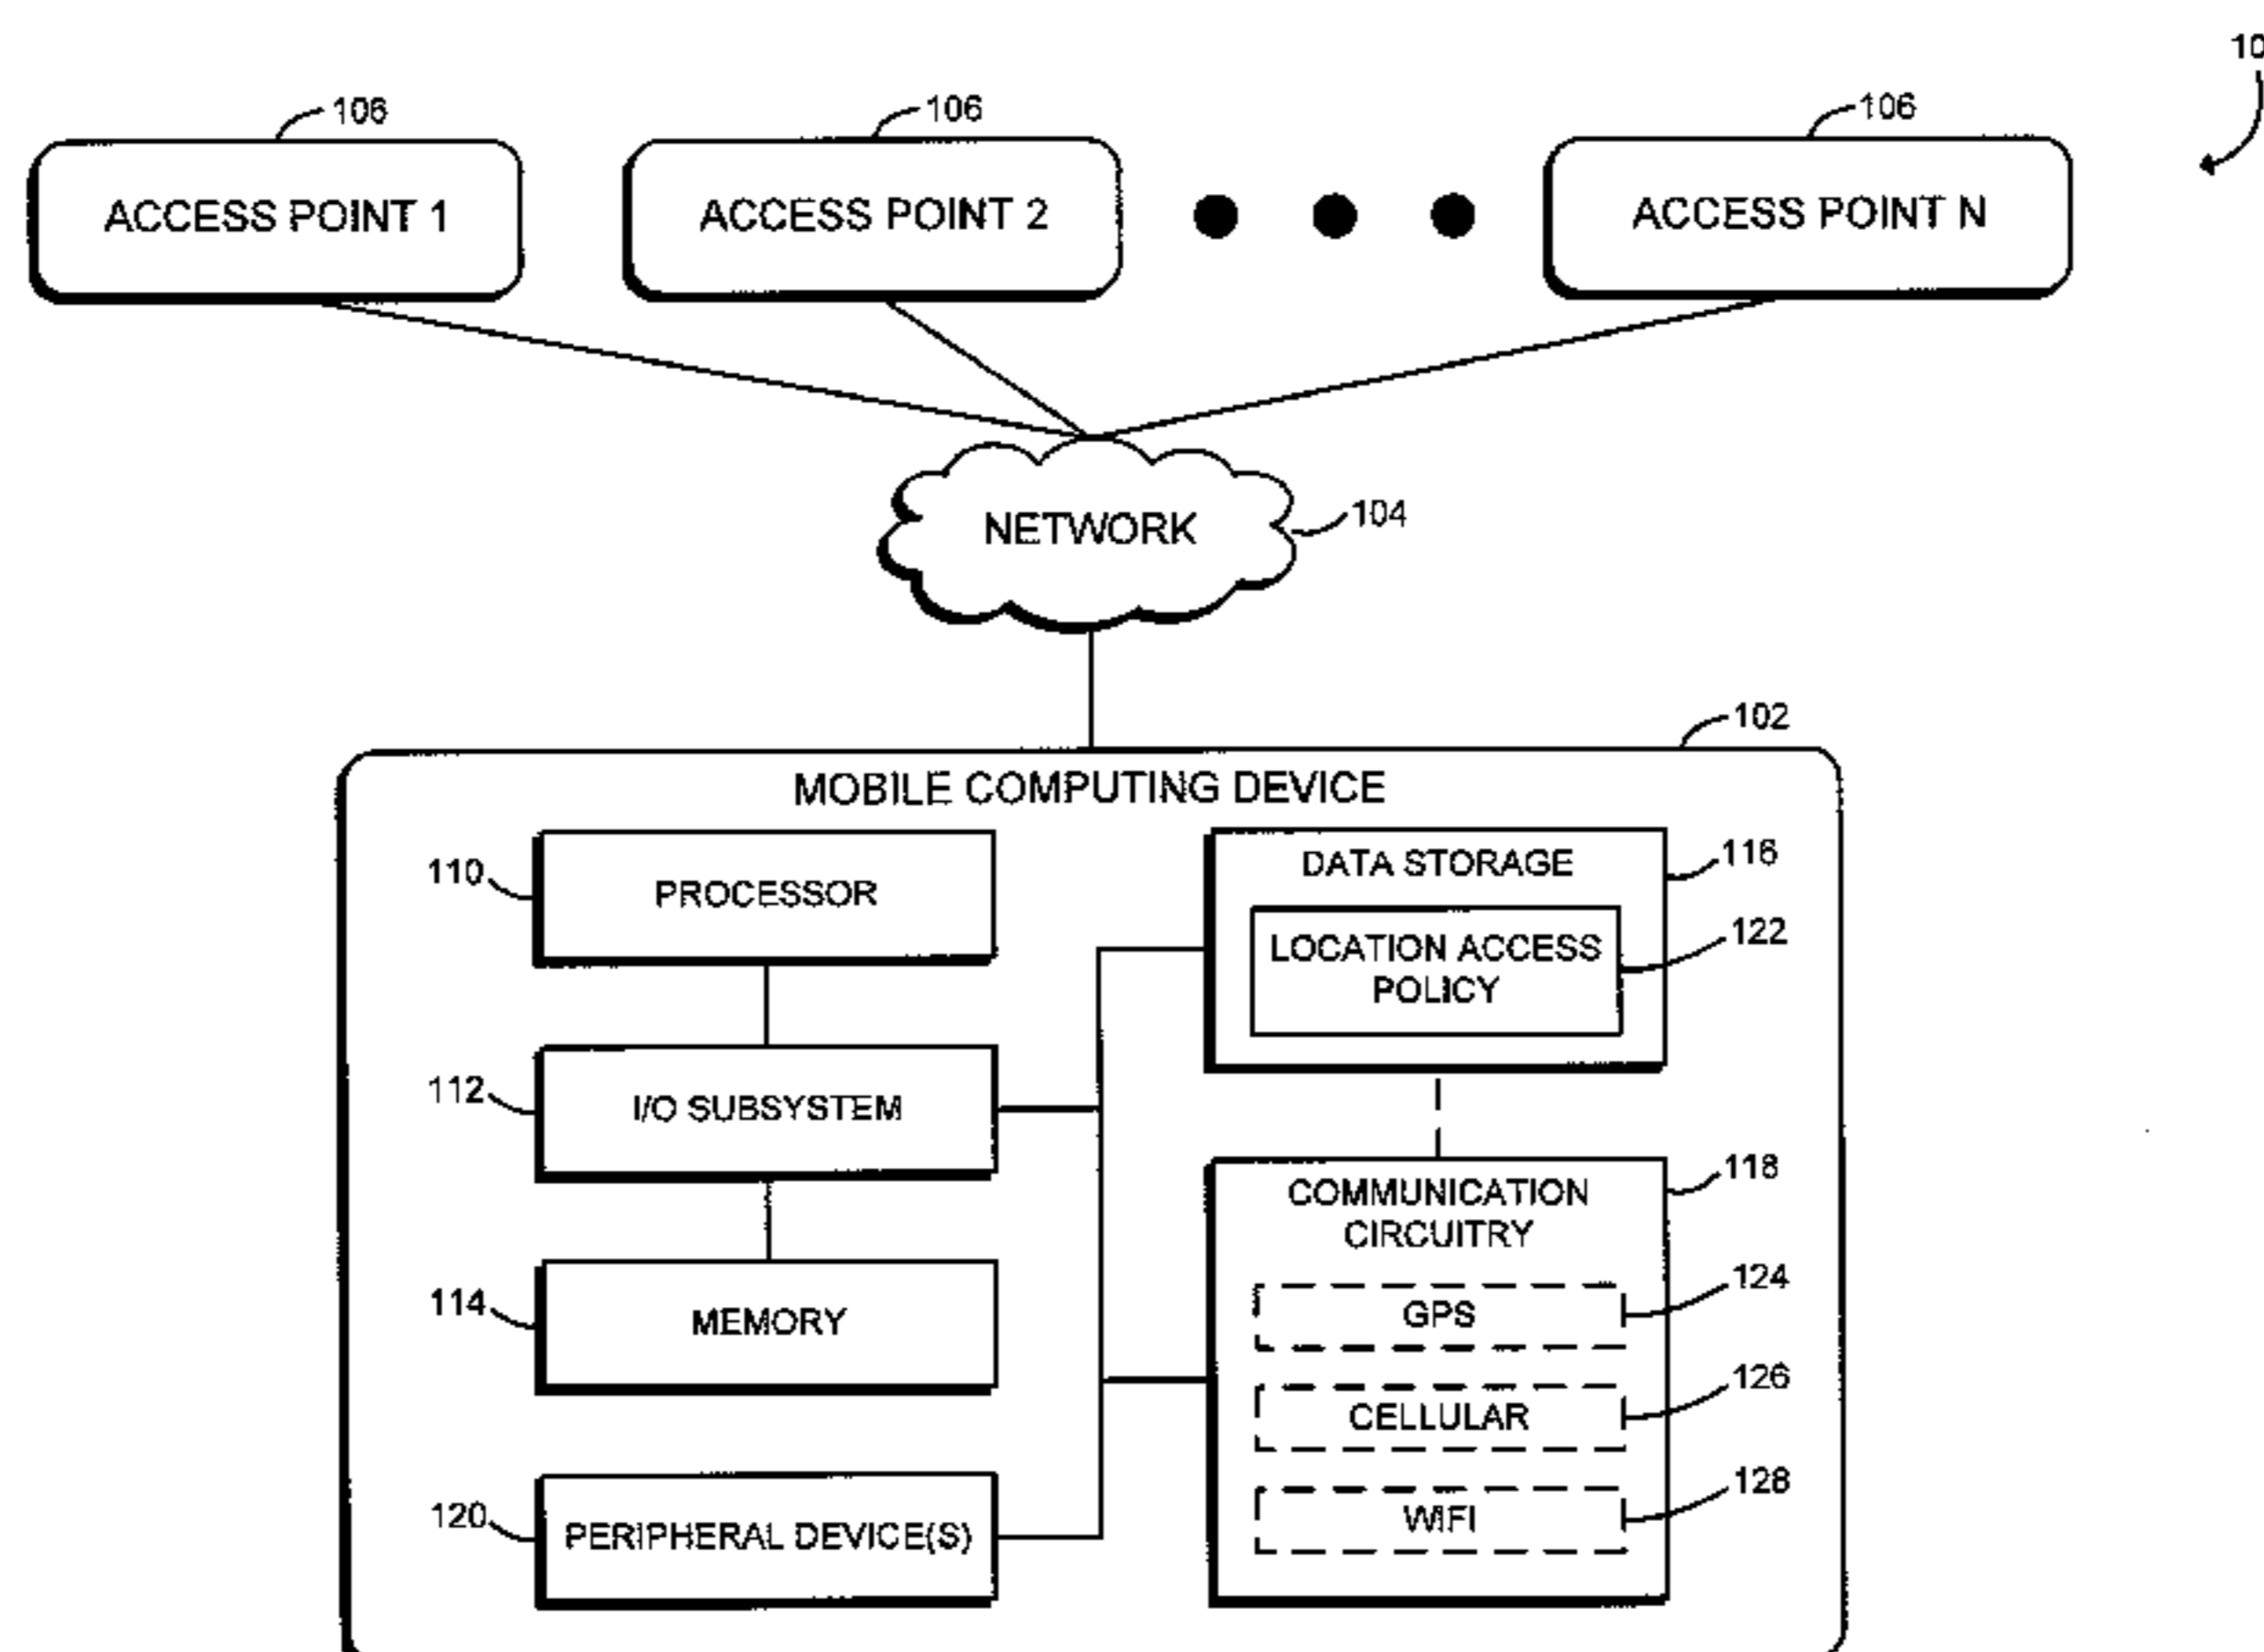 10
106
106
106
ACCESS POINT 1
ACCESS POINT 2
ACCESS POINT N
NETWORK
104
102
MOBILE COMPUTING DEVICE
110
PROCESSOR
DATA STORAGE
116
LOCATION ACCESS
POLICY
122
112
I/O SUBSYSTEM
COMMUNICATION
CIRCUITRY
118
114
MEMORY
GPS
124
CELLULAR
126
120
PERIPHERAL DEVICE(S)
WIFI
128